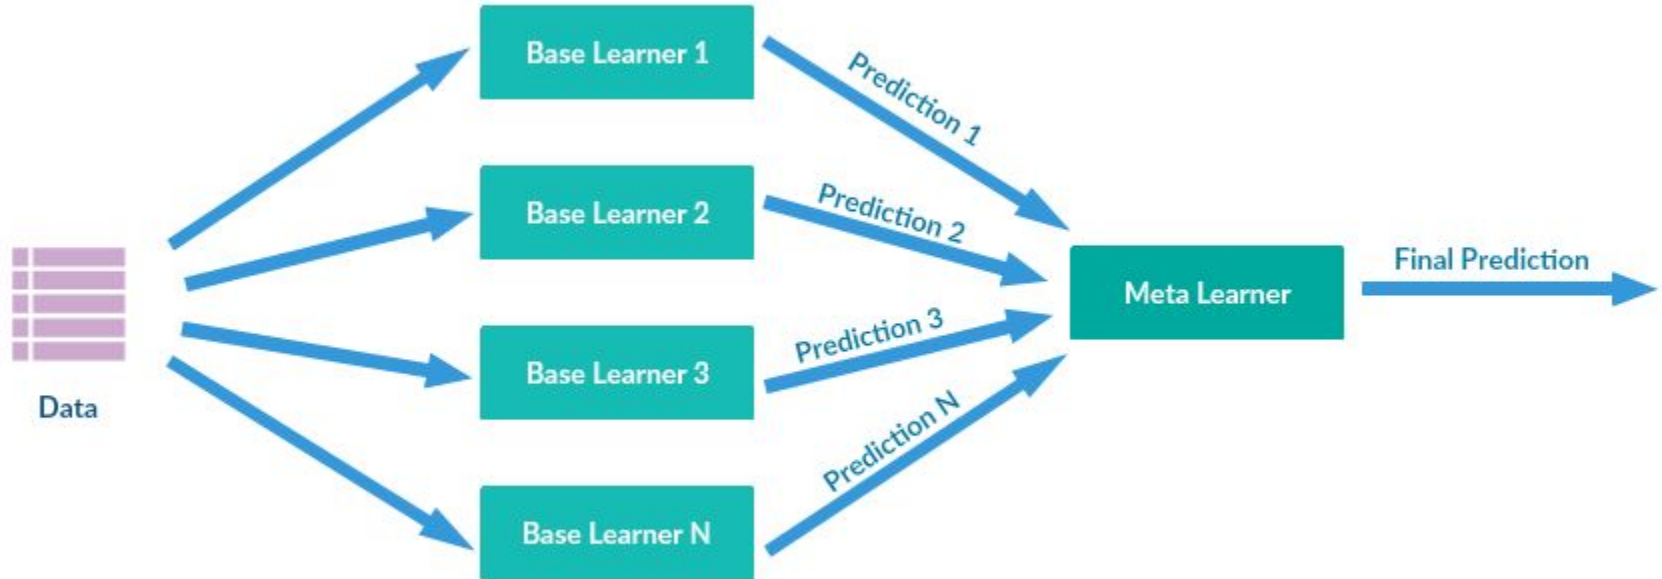 Base Learner 1
Prediction 1
Base Learner 2
Prediction 2
Data
Base Learner 3
Prediction 3
Base Learner N
Prediction N
Meta Learner
Final Prediction